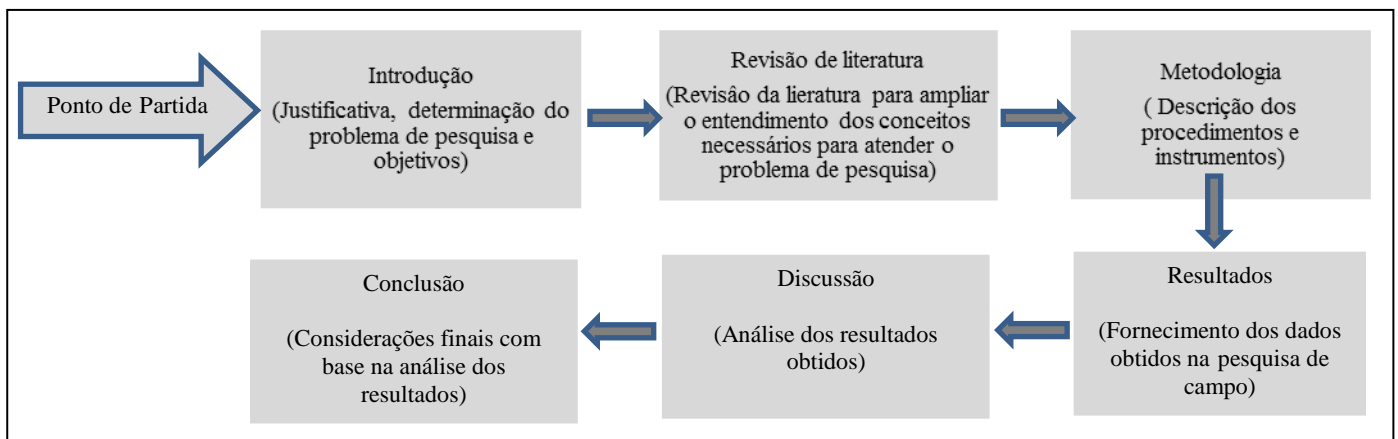 Ponto de Partida
Introdução
(Justificativa, determinação do
problema de pesquisa e
objetivos)
Revisão de literatura
(Revisão da lieratura para ampliar
o entendimento dos conceitos
necessários para atender o
problema de pesquisa)
Metodologia
( Descrição dos
procedimentos e
instrumentos)
Resultados
(Fornecimento dos dados
obtidos na pesquisa de
campo)
Discussão
(Análise dos resultados
obtidos)
Conclusão
(Considerações finais com
base na análise dos
resultados)